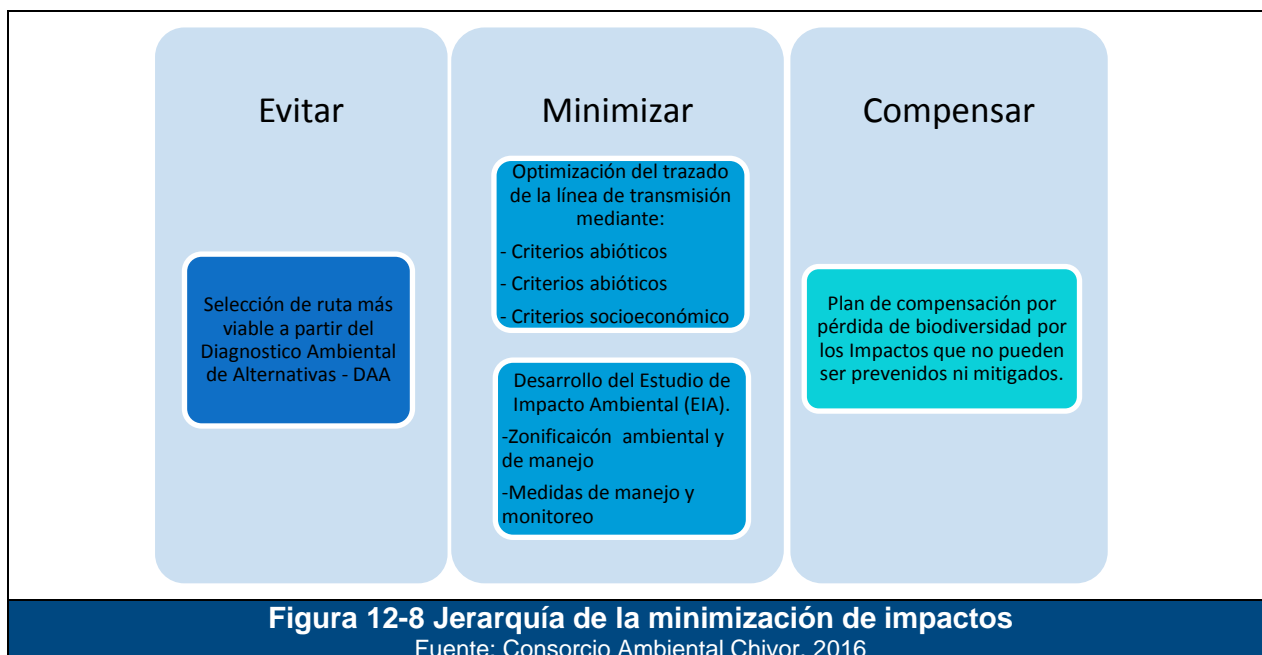 Evitar
Selección de ruta más
viable a partir del
Diagnostico Ambiental
de Alternativas - DAA
Minimizar
Optimización del trazado
de la línea de transmisión
mediante:
- Criterios abióticos
- Criterios abióticos
- Criterios socioeconómico
Desarrollo del Estudio de
Impacto Ambiental (EIA).
-Zonificaicón ambiental y
de manejo
-Medidas de manejo y
monitoreo
Compensar
Plan de compensación por
pérdida de biodiversidad por
los Impactos que no pueden
ser prevenidos ni mitigados.
Figura 12-8 Jerarquía de la minimización de impactos
Fuente: Consorcio Ambiental Chivor, 2016